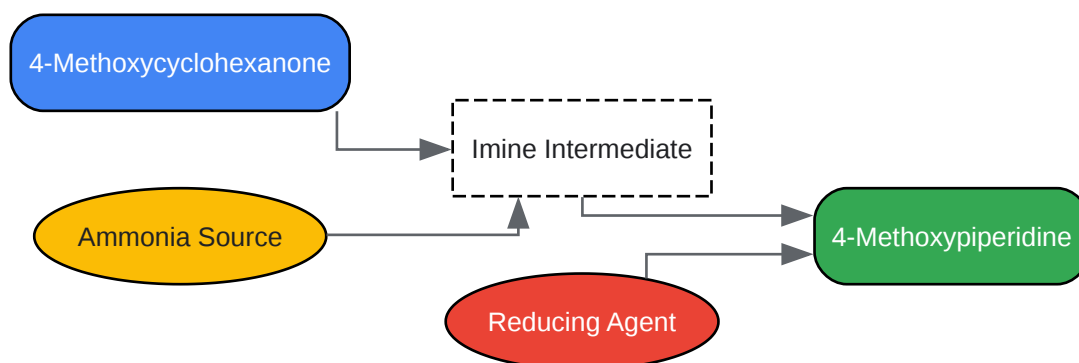 4-Methoxycyclohexanone
Imine Intermediate
Ammonia Source
4-Methoxypiperidine
Reducing Agent